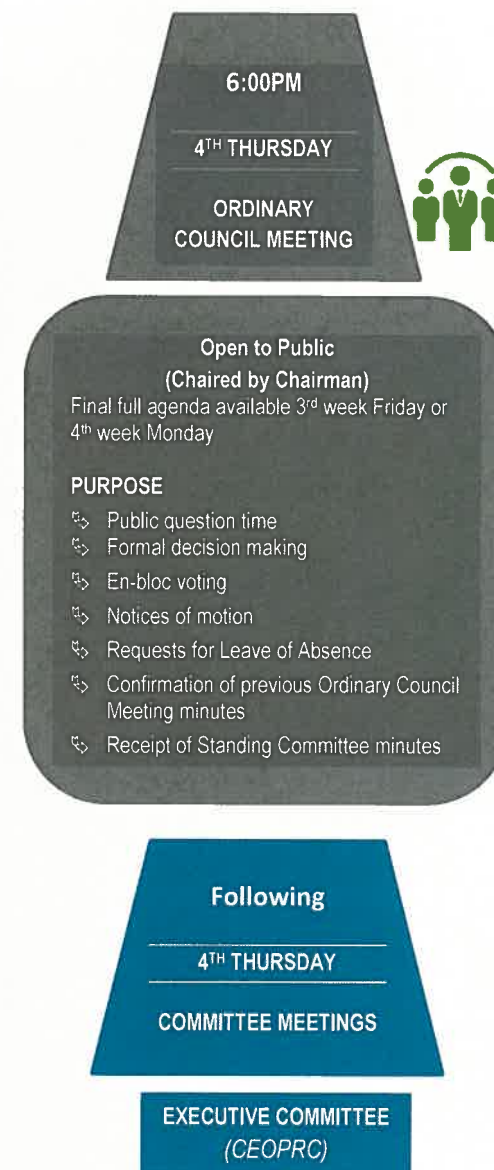 6:00PM
4TH THURSDAY
ORDINARY
COUNCIL MEETING
Open to Public
(Chaired by Chairman)
Final full agenda available 3rd week Friday or
4th week Monday
PURPOSE
Public question time
Formal decision making
En-bloc voting
Notices of motion
Requests for Leave of Absence
Confirmation of previous Ordinary Council
Meeting minutes
Receipt of Standing Committee minutes
Following
4TH THURSDAY
COMMITTEE MEETINGS
EXECUTIVE COMMITTEE
(CEOPRC)